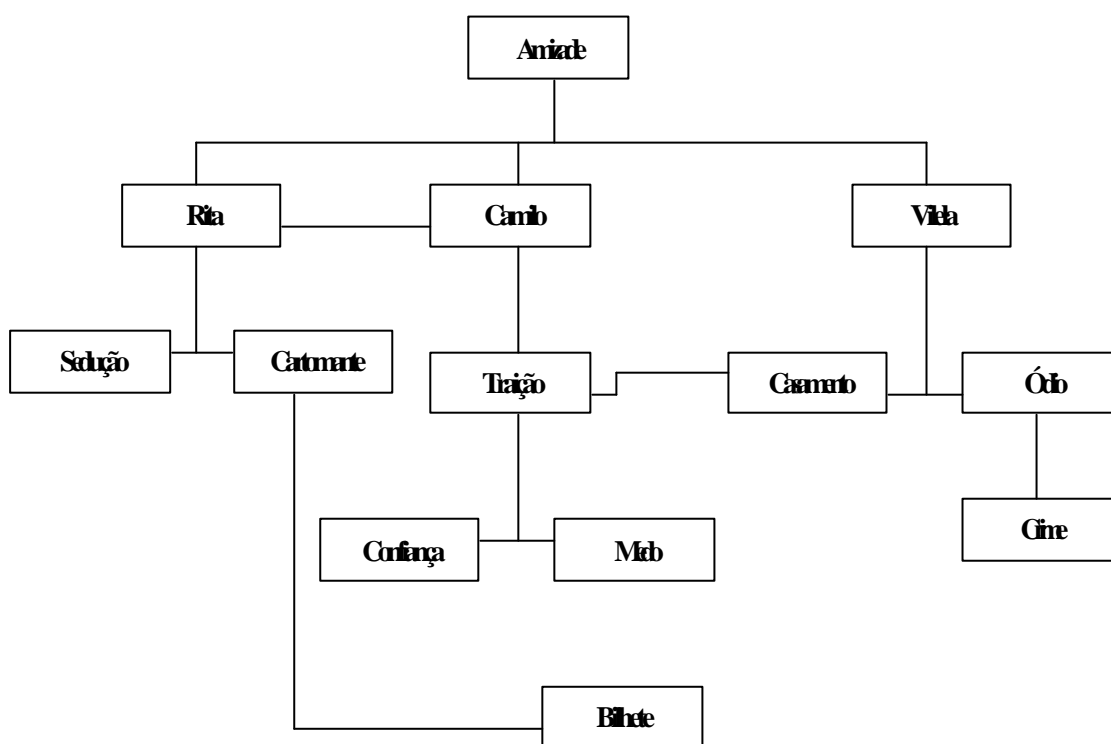 Amizade
Rita
Camilo
Vilela
Sedução
Cartomante
Traição
Casamento
Ódio
Confiança
Medo
Crime
Bilhete